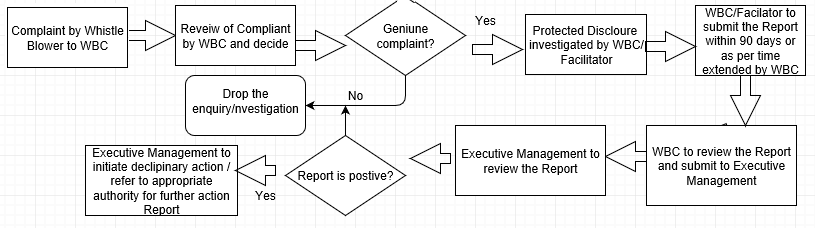 Complaint by Whistle
Blower to WBC
Reveiw of Compliant
by WBC and decide
Geniune
complaint?
Yes
Protected Discloure
investigated by WBC/
Facilitator
WBC/Facilator to
submit the Report
within 90 days or
as per time
extended by WBC
No
Drop the
enquiry/nvestigation
WBC to review the Report
and submit to Executive
Management
Executive Management to
review the Report
Report is postive?
Yes
Executive Management to
initiate declipinary action /
refer to appropriate
authority for further action
Report